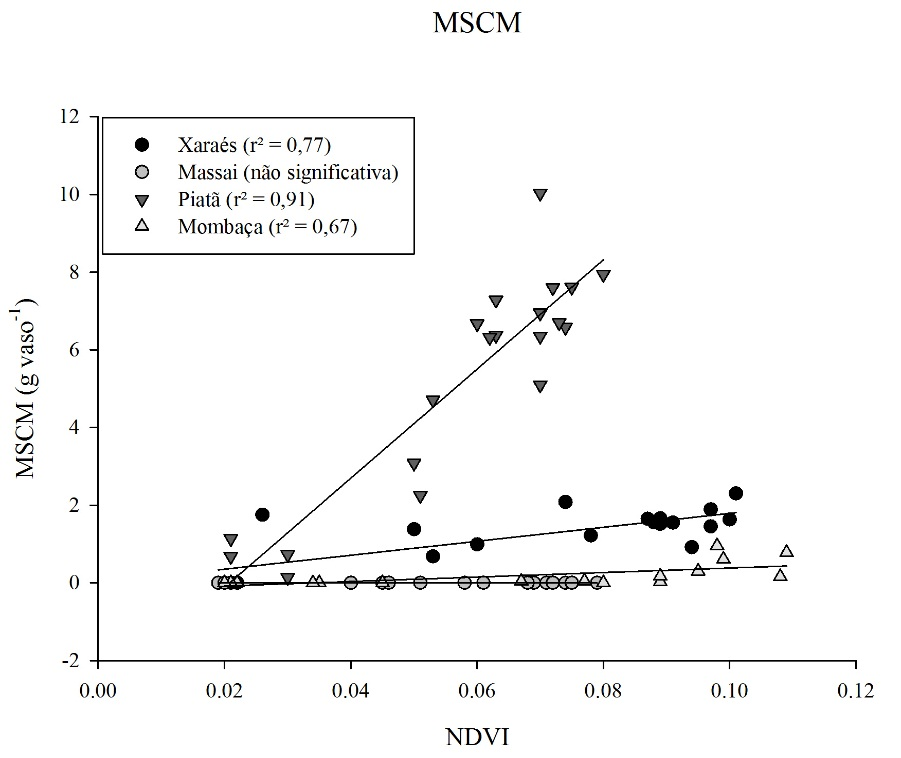 MSCM
12
10
8
6
4
2
0
-2
Xaraés (r² = 0,77)
Massai (não significativa)
Piatã (r² = 0,91)
Mombaça (r² = 0,67)
MSCM (g vaso⁻¹)
0.00 0.02 0.04 0.06 0.08 0.10 0.12
NDVI